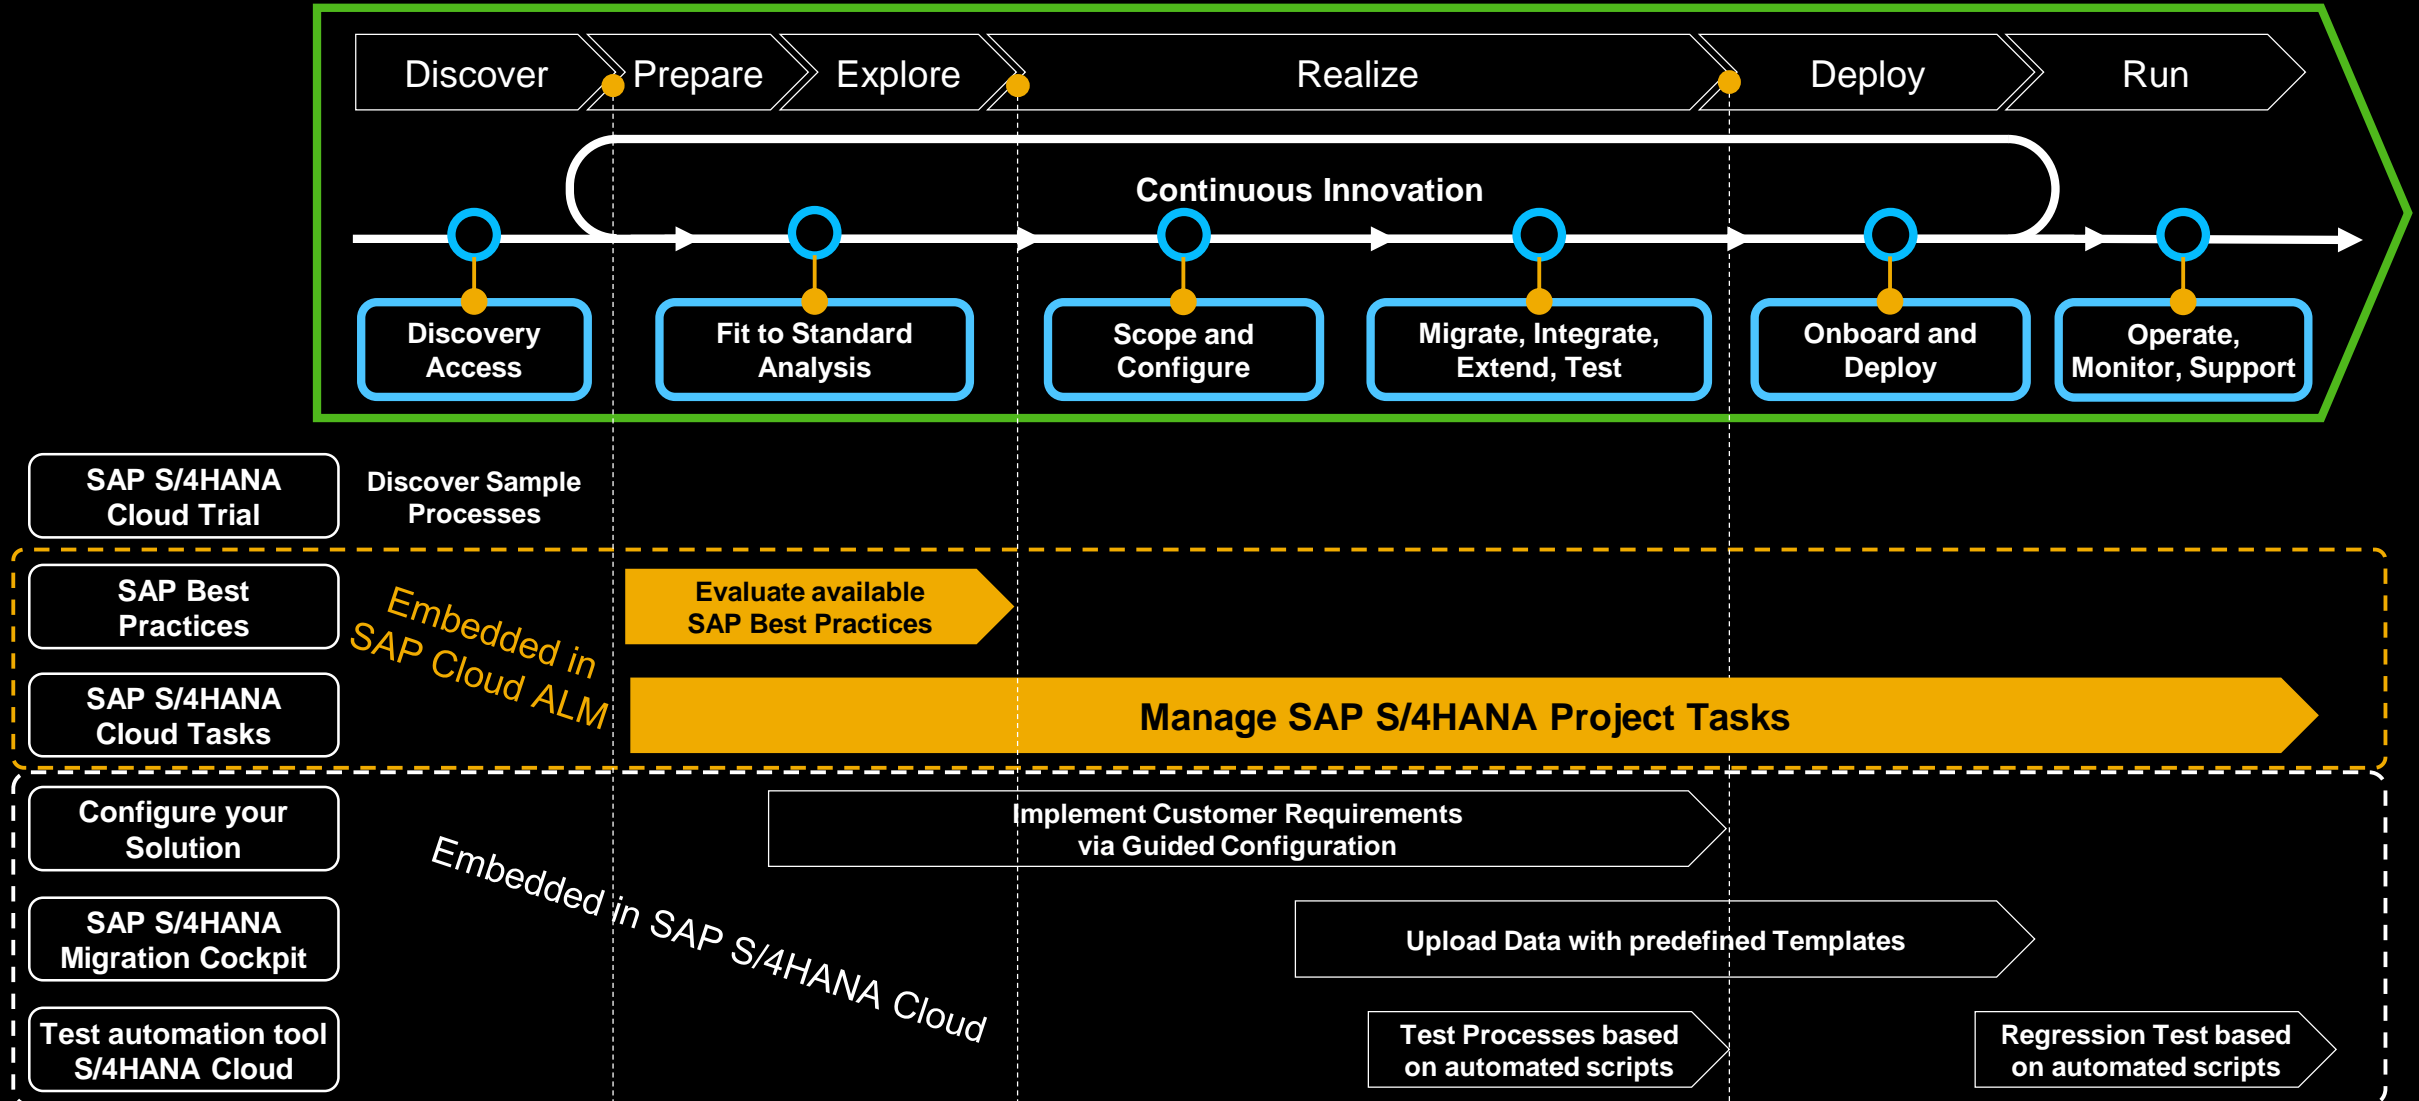 Discover
Prepare
Explore
Realize
Deploy
Run
Continuous Innovation
Discovery
Access
Fit to Standard
Analysis
Scope and
Configure
Migrate, Integrate,
Extend, Test
Onboard and
Deploy
Operate,
Monitor, Support
SAP S/4HANA
Cloud Trial
Discover Sample
Processes
SAP Best
Practices
Embedded in
SAP Cloud ALM
Evaluate available
SAP Best Practices
SAP S/4HANA
Cloud Tasks
Manage SAP S/4HANA Project Tasks
Configure your
Solution
Embedded in SAP S/4HANA Cloud
Implement Customer Requirements
via Guided Configuration
SAP S/4HANA
Migration Cockpit
Upload Data with predefined Templates
Test automation tool
S/4HANA Cloud
Test Processes based
on automated scripts
Regression Test based
on automated scripts